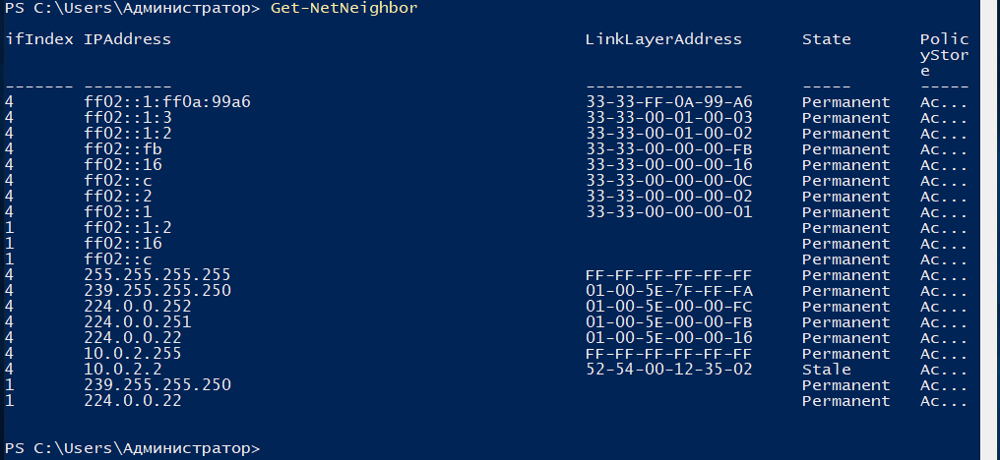 PS C:\Users\Администратор> Get-NetNeighbor
ifIndex IPAddress LinkLayerAddress State Polic
yStor
e
------- --------- ---------------- ----- -----
4 ff02::1:ff0a:99a6 33-33-FF-0A-99-A6 Permanent Ac...
4 ff02::1:3 33-33-00-01-00-03 Permanent Ac...
4 ff02::1:2 33-33-00-01-00-02 Permanent Ac...
4 ff02::fb 33-33-00-00-00-FB Permanent Ac...
4 ff02::16 33-33-00-00-00-16 Permanent Ac...
4 ff02::c 33-33-00-00-00-0C Permanent Ac...
4 ff02::2 33-33-00-00-00-02 Permanent Ac...
4 ff02::1 33-33-00-00-00-01 Permanent Ac...
1 ff02::1:2 Permanent Ac...
1 ff02::16 Permanent Ac...
1 ff02::c Permanent Ac...
4 255.255.255.255 FF-FF-FF-FF-FF-FF Permanent Ac...
4 239.255.255.250 01-00-5E-7F-FF-FA Permanent Ac...
4 224.0.0.252 01-00-5E-00-00-FC Permanent Ac...
4 224.0.0.251 01-00-5E-00-00-FB Permanent Ac...
4 224.0.0.22 01-00-5E-00-00-16 Permanent Ac...
4 10.0.2.255 FF-FF-FF-FF-FF-FF Permanent Ac...
4 10.0.2.2 52-54-00-12-35-02 Stale Ac...
1 239.255.255.250 Permanent Ac...
1 224.0.0.22 Permanent Ac...
PS C:\Users\Администратор>